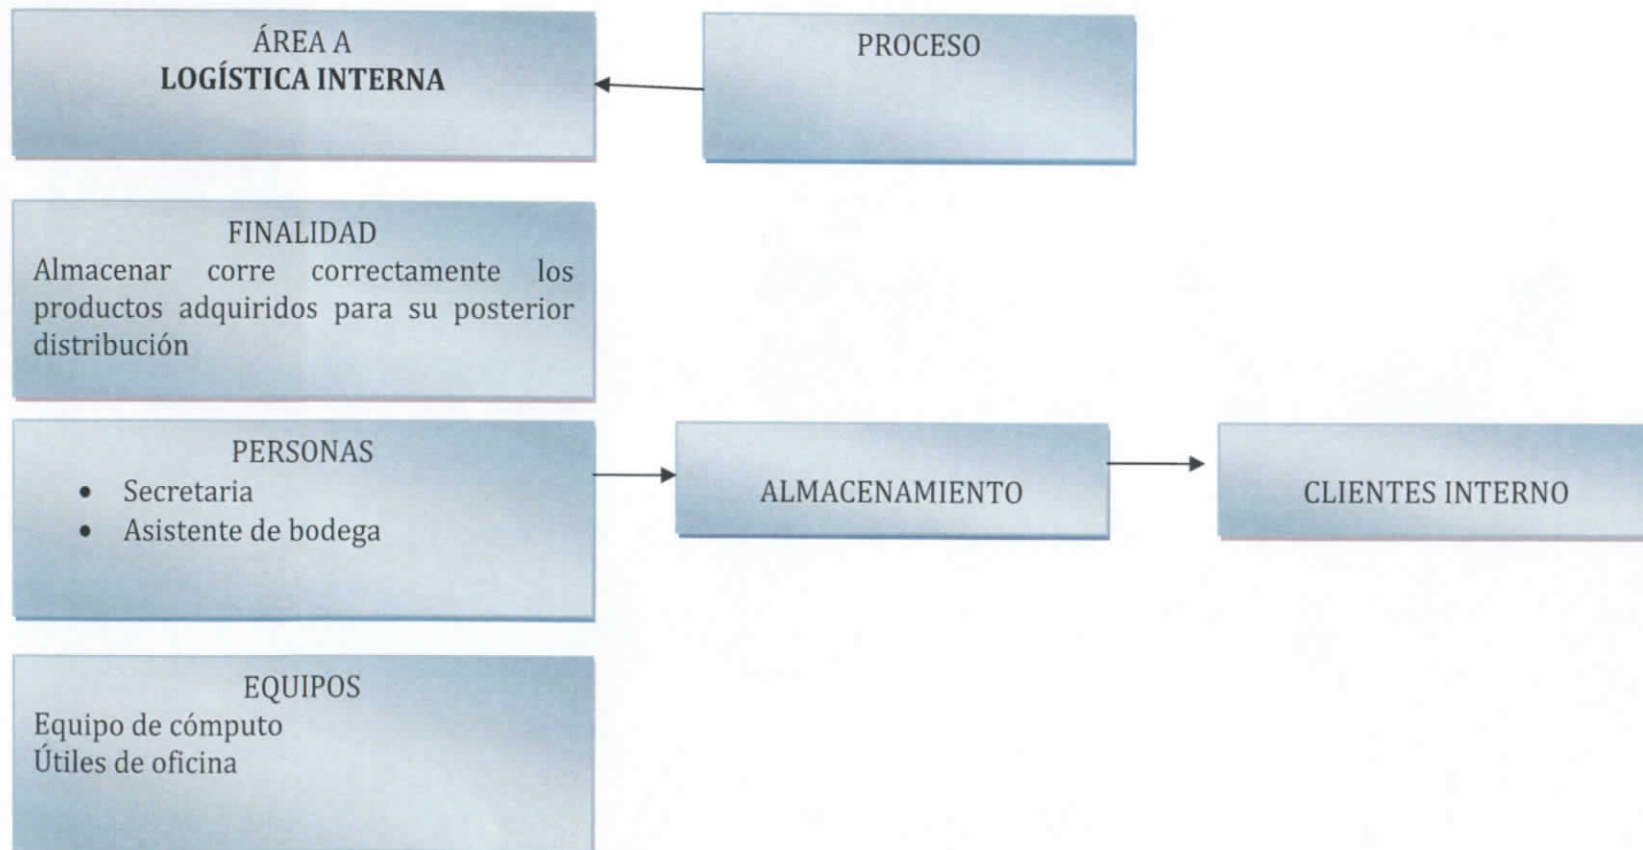 ÁREA A
LOGÍSTICA INTERNA
PROCESO
FINALIDAD
Almacenar corre correctamente los
productos adquiridos para su posterior
distribución
PERSONAS
• Secretaria
• Asistente de bodega
ALMACENAMIENTO
CLIENTES INTERNO
EQUIPOS
Equipo de cómputo
Útiles de oficina